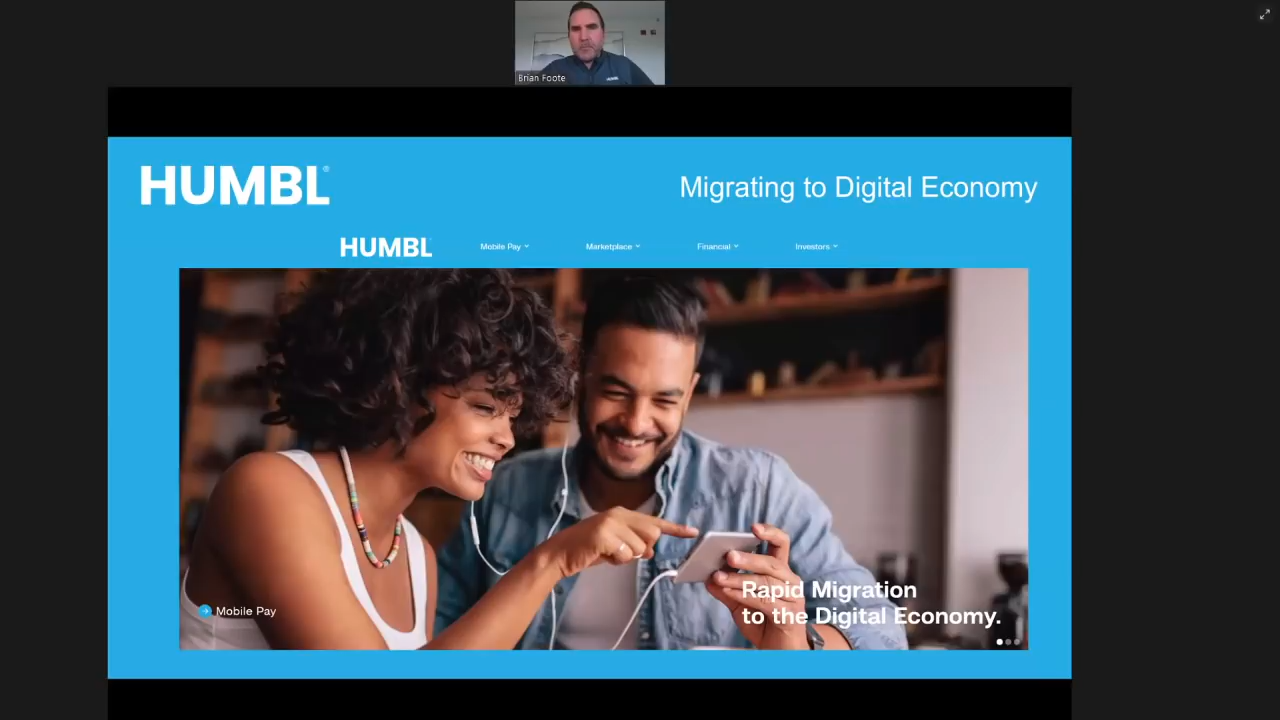 Brian Foote
HUMBL®
Migrating to Digital Economy
HUMBL
Mobile Pay
Marketplace
Financial
Investors
Mobile Pay
Rapid Migration
to the Digital Economy.